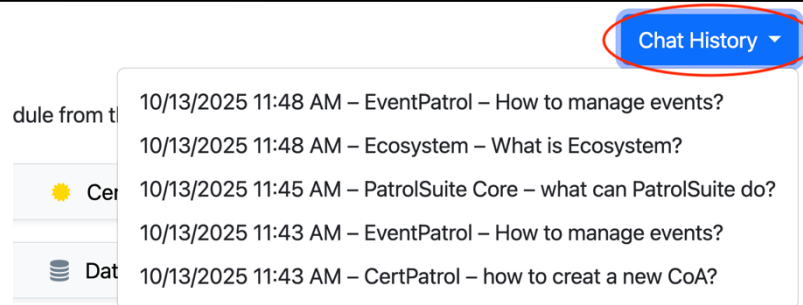 Chat History
10/13/2025 11:48 AM – EventPatrol – How to manage events?
dule from
10/13/2025 11:48 AM – Ecosystem – What is Ecosystem?
10/13/2025 11:45 AM – PatrolSuite Core – what can PatrolSuite do?
Cer
10/13/2025 11:43 AM – EventPatrol – How to manage events?
Dat
10/13/2025 11:43 AM – CertPatrol – how to creat a new CoA?